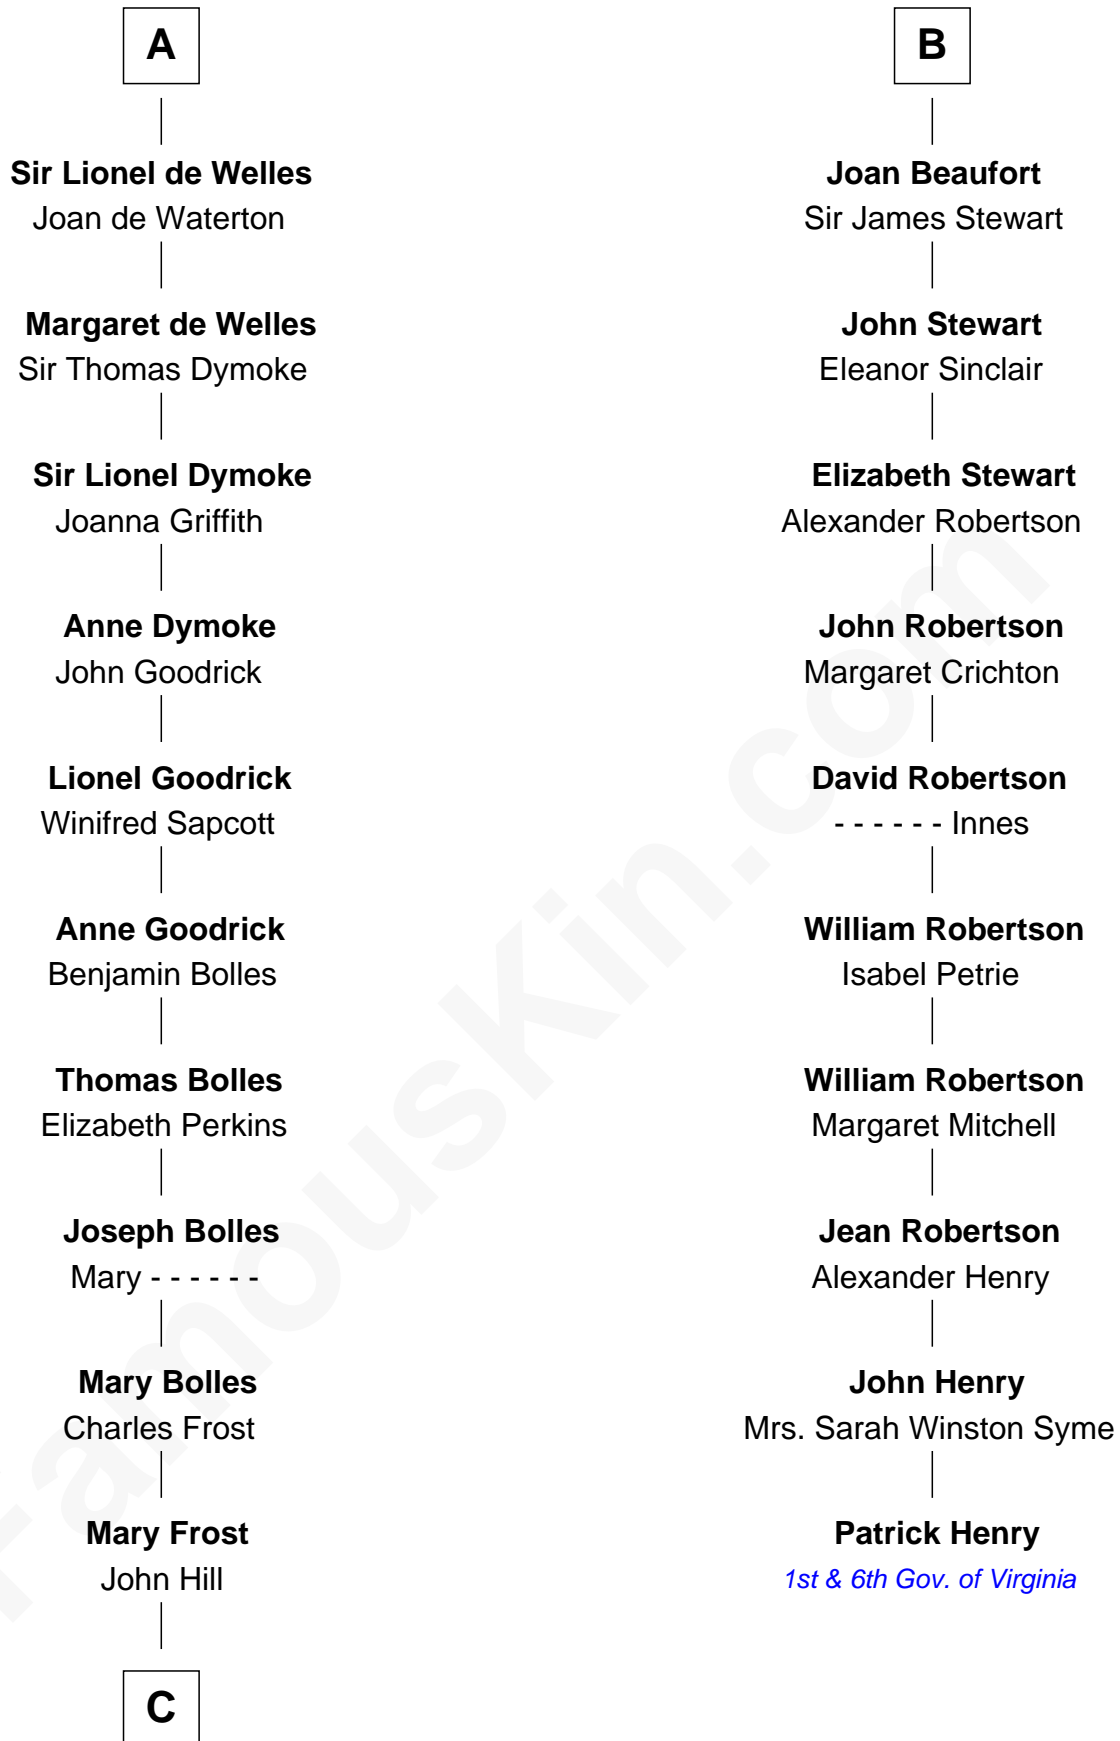 A
Sir Lionel de Welles
Joan de Waterton
Margaret de Welles
Sir Thomas Dymoke
Sir Lionel Dymoke
Joanna Griffith
Anne Dymoke
John Goodrick
Lionel Goodrick
Winifred Sapcott
Anne Goodrick
Benjamin Bolles
Thomas Bolles
Elizabeth Perkins
Joseph Bolles
Mary - - - - - -
Mary Bolles
Charles Frost
Mary Frost
John Hill
C
B
Joan Beaufort
Sir James Stewart
John Stewart
Eleanor Sinclair
Elizabeth Stewart
Alexander Robertson
John Robertson
Margaret Crichton
David Robertson
- - - - - - Innes
William Robertson
Isabel Petrie
William Robertson
Margaret Mitchell
Jean Robertson
Alexander Henry
John Henry
Mrs. Sarah Winston Syme
Patrick Henry
1st & 6th Gov. of Virginia
FamousKin.com